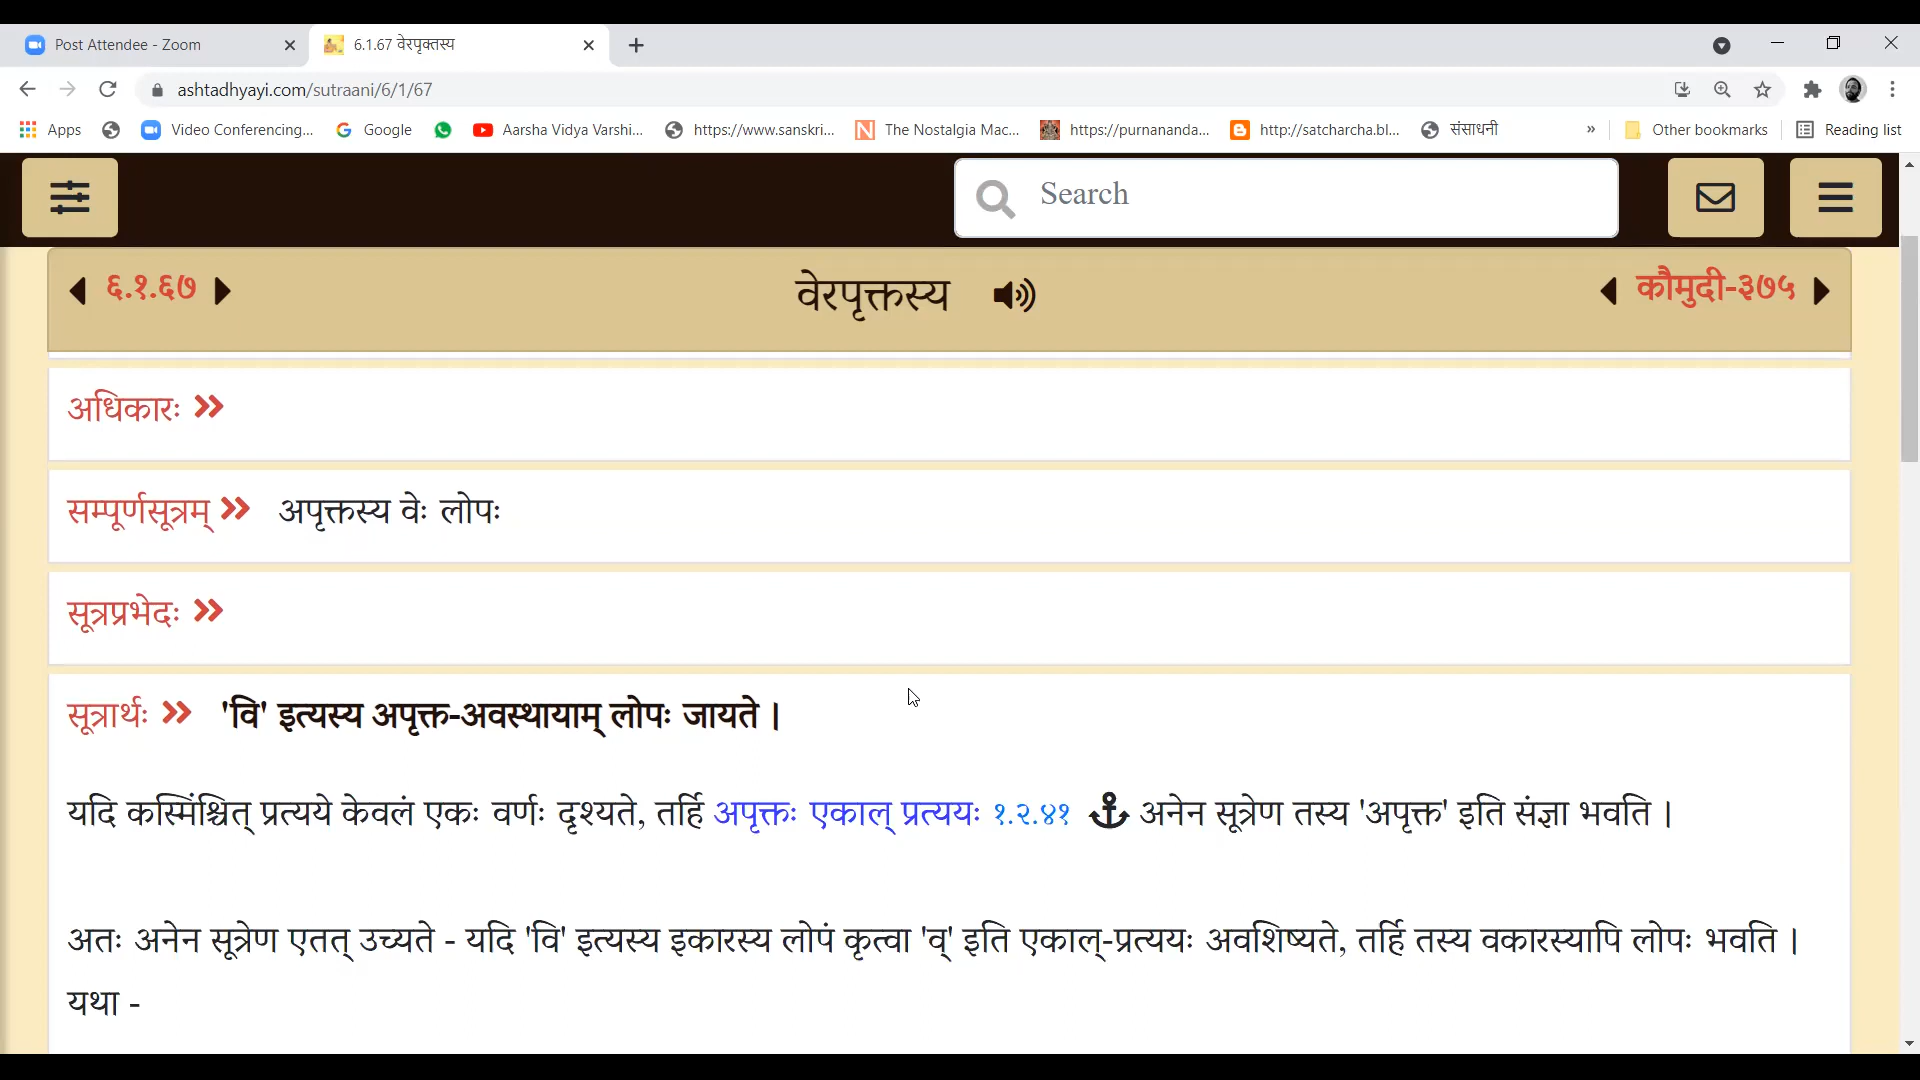 Post Attendee - Zoom
6.1.67 वेरपृक्तस्य
ashtadhyayi.com/sutraani/6/1/67
Apps Video Conferencing... Google Aarsha Vidya Varshi... https://www.sanskri... The Nostalgia Mac... https://purnananda... http://satcharcha.bl... संसाधनी » Other bookmarks Reading list
Search
६.१.६७ वेरपृक्तस्य कौमुदी-३७५
अधिकारः
सम्पूर्णसूत्रम् अपृक्तस्य वेः लोपः
सूत्रप्रभेदः
सूत्रार्थः 'वि' इत्यस्य अपृक्त-अवस्थायाम् लोपः जायते ।
यदि कस्मिंश्चित् प्रत्यये केवलं एकः वर्णः दृश्यते, तर्हि अपृक्तः एकाल् प्रत्ययः १.२.४१ अनेन सूत्रेण तस्य 'अपृक्त' इति संज्ञा भवति ।
अतः अनेन सूत्रेण एतत् उच्यते - यदि 'वि' इत्यस्य इकारस्य लोपं कृत्वा 'व्' इति एकाल्-प्रत्ययः अवशिष्यते, तर्हि तस्य वकारस्यापि लोपः भवति ।
यथा -